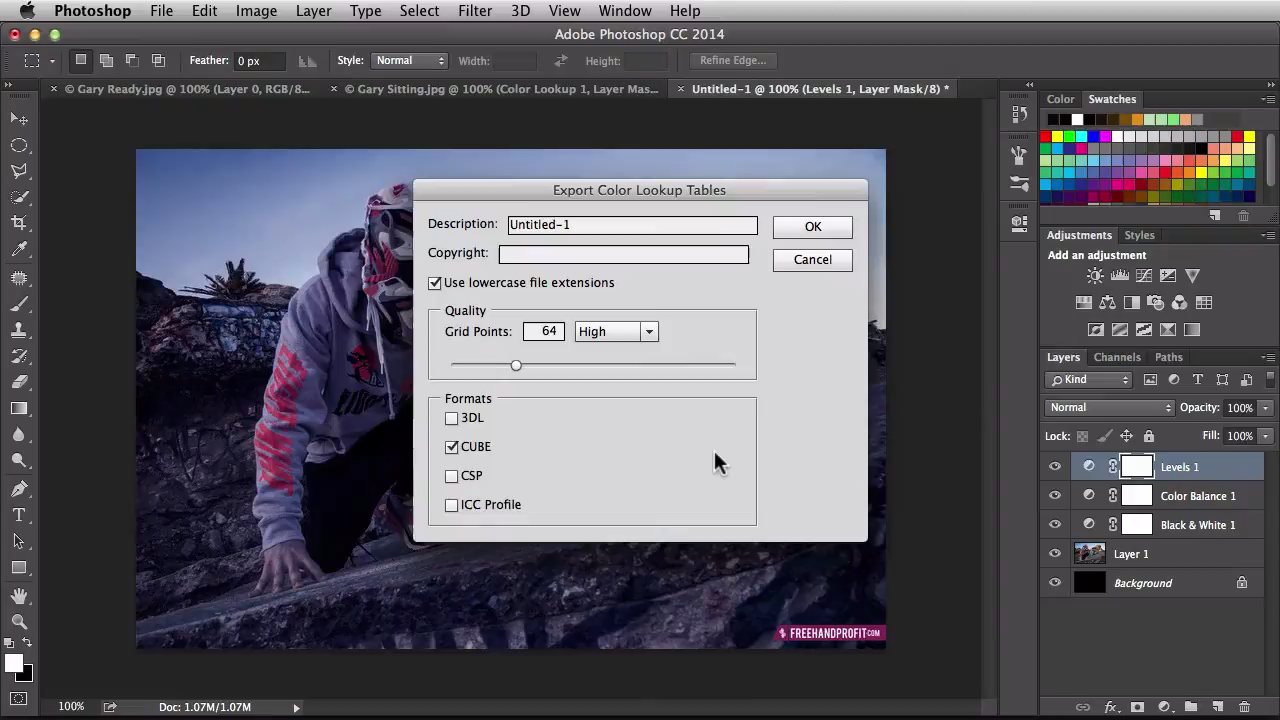 Photoshop File Edit Image Layer Type Select Filter 3D View Window Help
Adobe Photoshop CC 2014
Feather: 0 px Style: Normal Width: Height: Refine Edge...
© Gary Ready.jpg @ 100% (Layer 0, RGB/8... © Gary Sitting.jpg @ 100% (Color Lookup 1, Layer Mas... Untitled-1 @ 100% (Levels 1, Layer Mask/8) *
Color Swatches
Export Color Lookup Tables
Description: Untitled-1 OK
Copyright: Cancel
Use lowercase file extensions
Quality
Grid Points: 64 High
Formats
3DL
CUBE
CSP
ICC Profile
Adjustments Styles
Add an adjustment
Layers Channels Paths
Kind
Normal Opacity: 100%
Lock: Fill: 100%
Levels 1
Color Balance 1
Black & White 1
Layer 1
Background
FREEHANDPROFIT.COM
100% Doc: 1.07M/1.07M